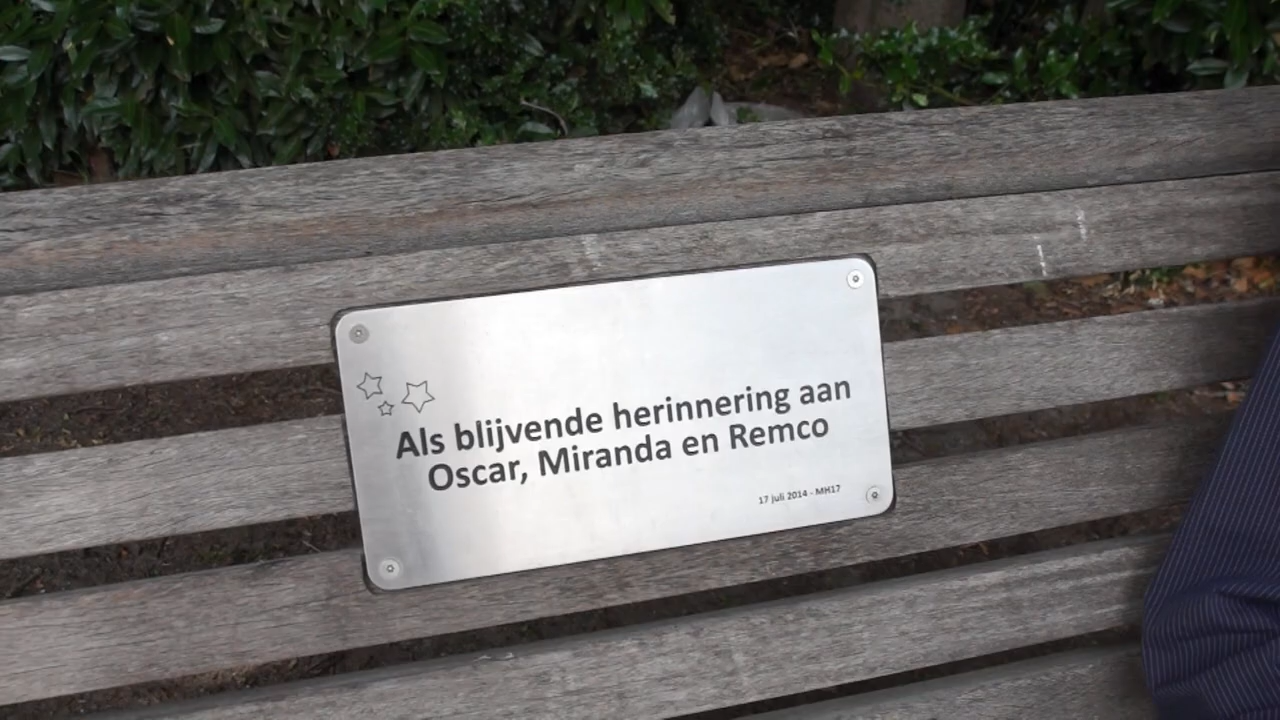 Als blijvende herinnering aan
Oscar, Miranda en Remco
17 juli 2014 - MH17